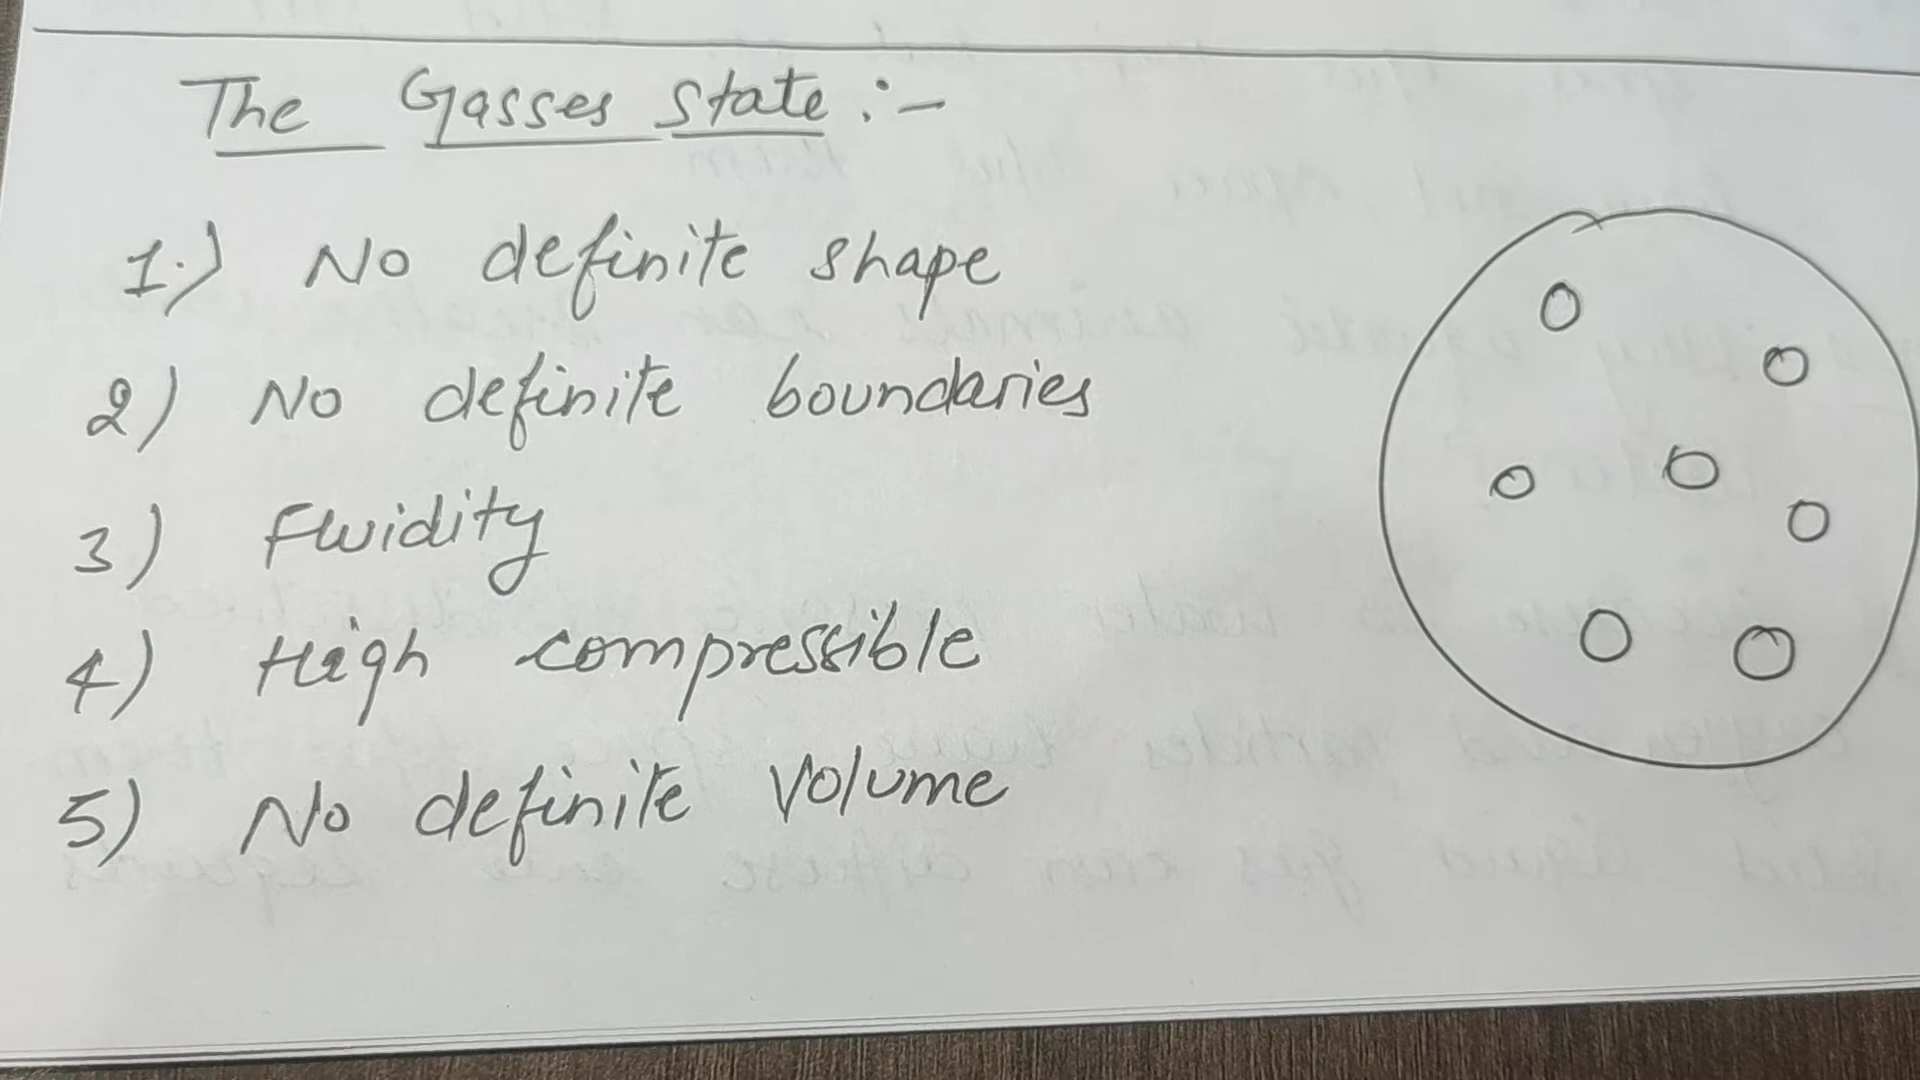 The Gasses state :-
1.) No definite shape
2) No definite boundaries
3) Fluidity
4) High compressible
5) No definite Volume